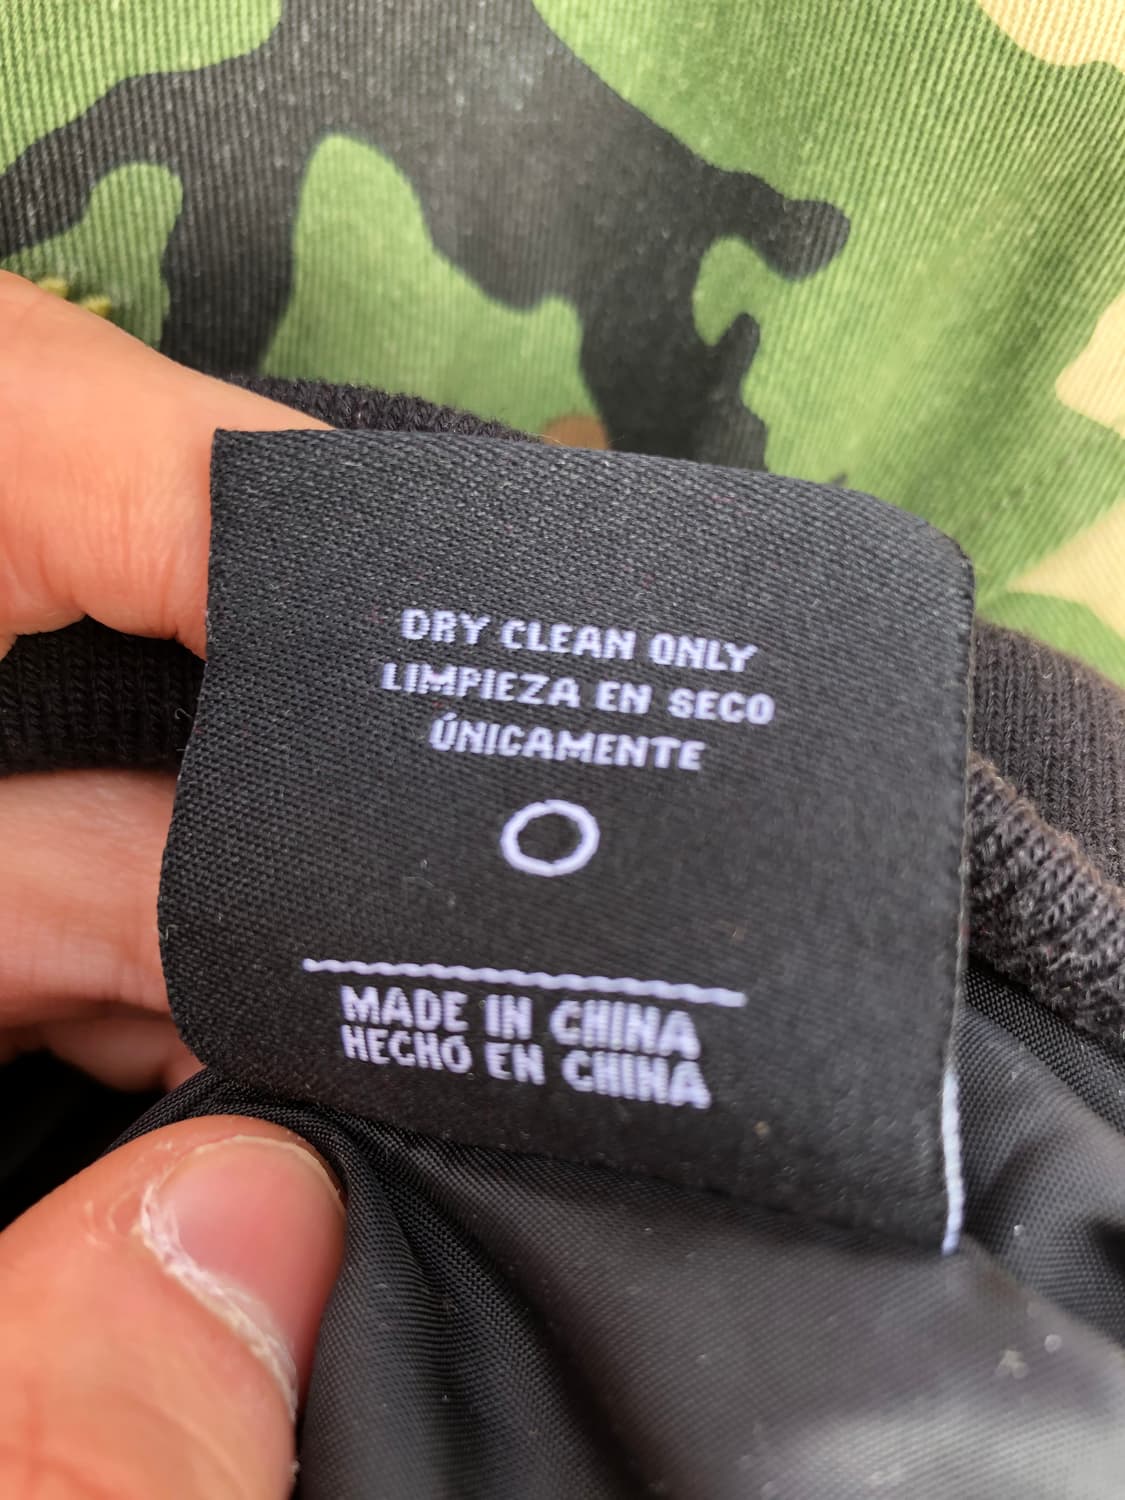 DRY CLEAN ONLY
LIMPIEZA EN SECO
ÚNICAMENTE
MADE IN CHINA
HECHO EN CHINA